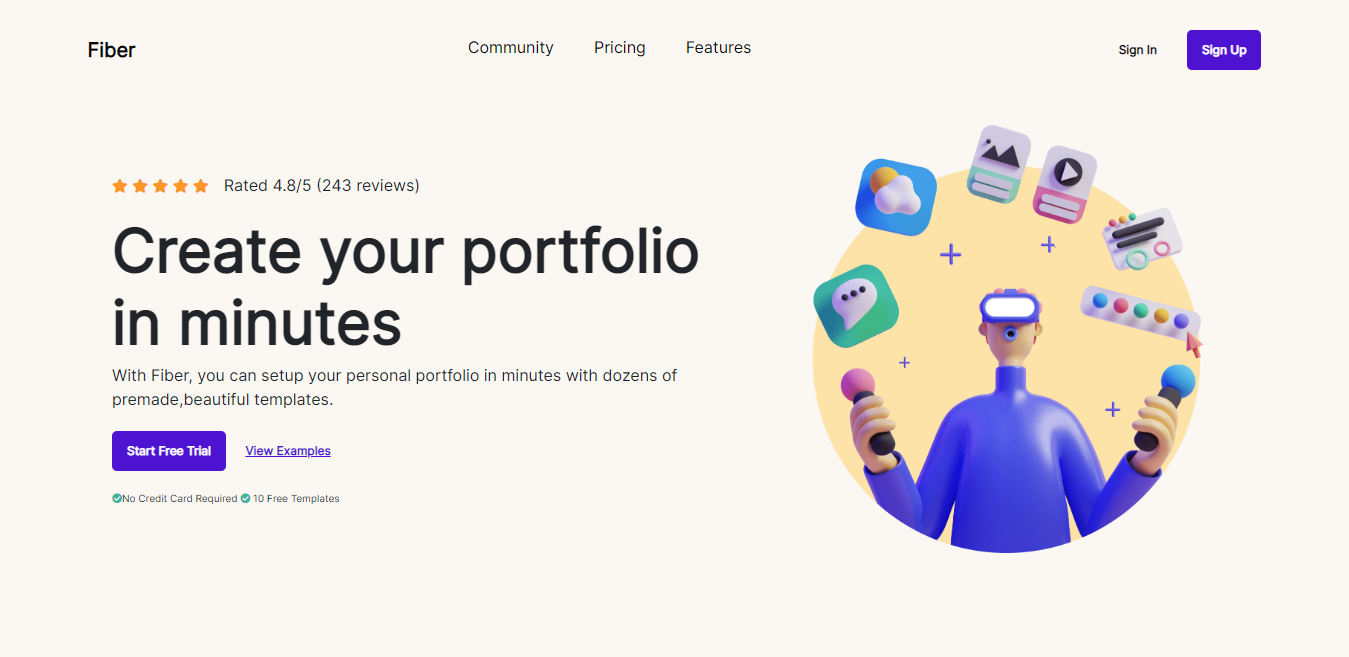 Fiber
Community Pricing Features
Sign In Sign Up
Rated 4.8/5 (243 reviews)
Create your portfolio
in minutes
With Fiber, you can setup your personal portfolio in minutes with dozens of
premade,beautiful templates.
Start Free Trial View Examples
No Credit Card Required 10 Free Templates